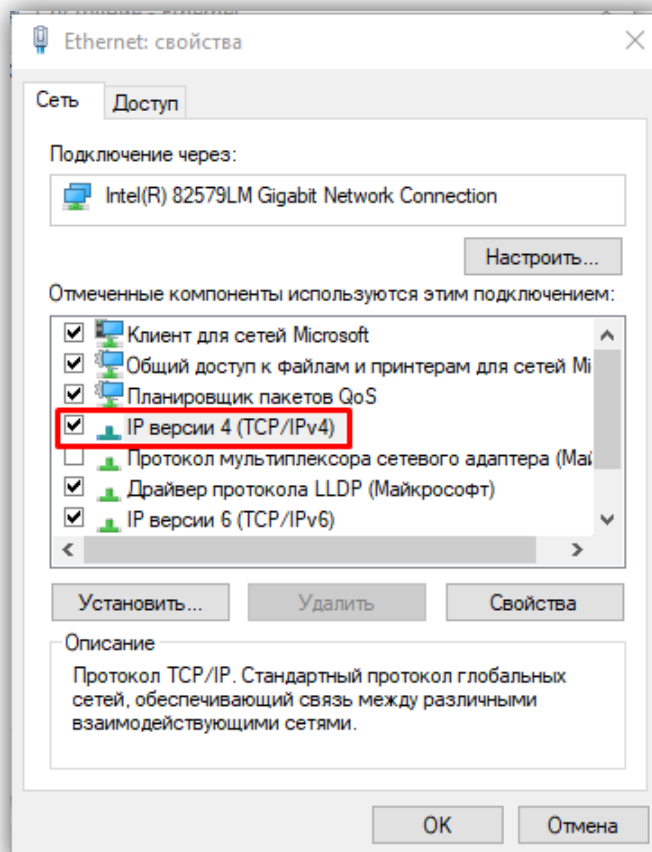 Ethernet: свойства
Сеть
Доступ
Подключение через:
Intel(R) 82579LM Gigabit Network Connection
Настроить...
Отмеченные компоненты используются этим подключением:
Клиент для сетей Microsoft
Общий доступ к файлам и принтерам для сетей Mi
Планировщик пакетов QoS
IP версии 4 (TCP/IPv4)
Протокол мультиплексора сетевого адаптера (Май
Драйвер протокола LLDP (Майкрософт)
IP версии 6 (TCP/IPv6)
Установить...
Удалить
Свойства
Описание
Протокол TCP/IP. Стандартный протокол глобальных
сетей, обеспечивающий связь между различными
взаимодействующими сетями.
OK
Отмена